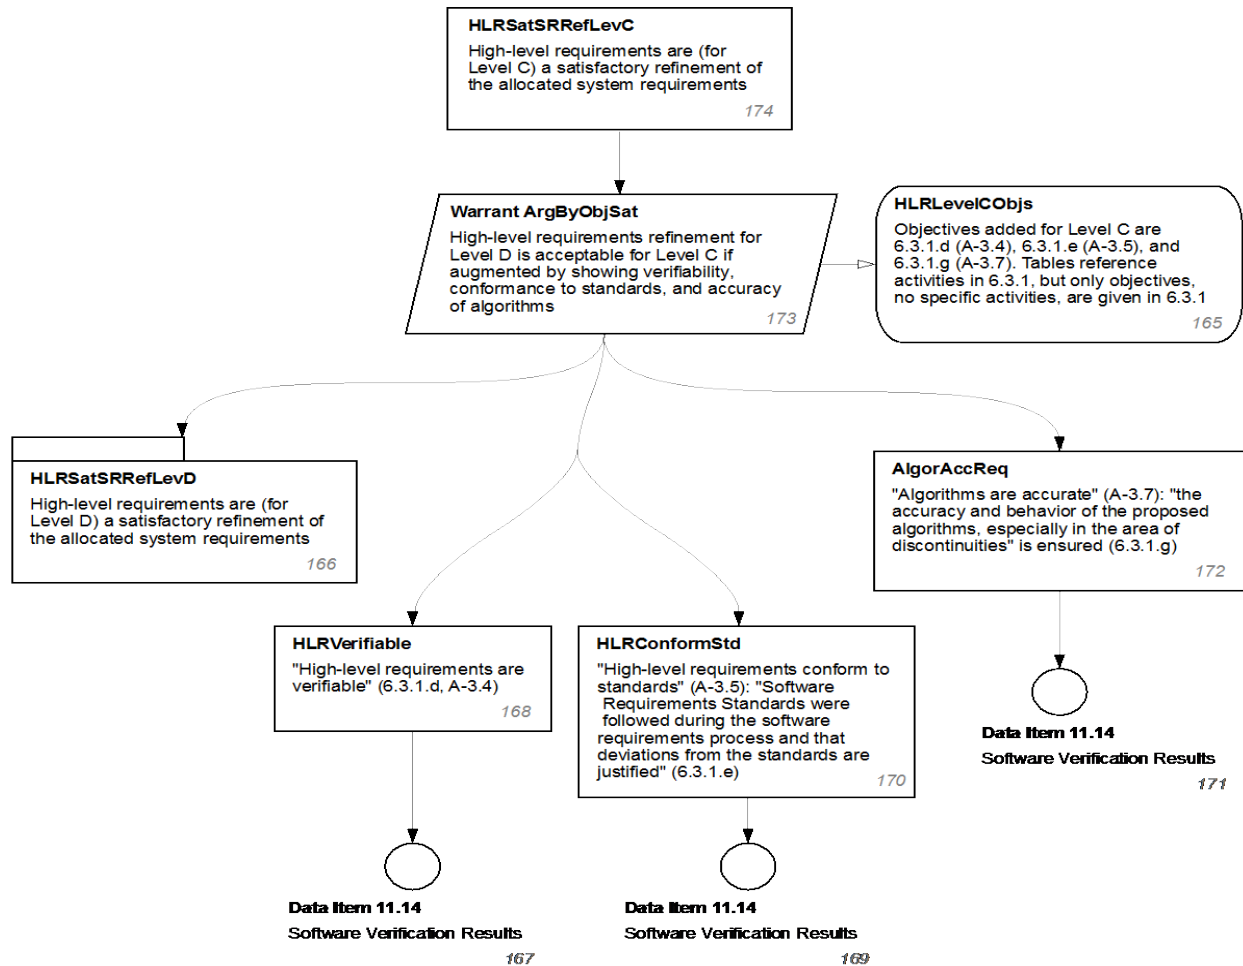 HLRSatSRRefLevC
High-level requirements are (for
Level C) a satisfactory refinement of
the allocated system requirements
174
Warrant ArgByObjSat
High-level requirements refinement for
Level D is acceptable for Level C if
augmented by showing verifiability,
conformance to standards, and accuracy
of algorithms
173
HLRLevelCObjs
Objectives added for Level C are
6.3.1.d (A-3.4), 6.3.1.e (A-3.5), and
6.3.1.g (A-3.7). Tables reference
activities in 6.3.1, but only objectives,
no specific activities, are given in 6.3.1
165
HLRSatSRRefLevD
High-level requirements are (for
Level D) a satisfactory refinement of
the allocated system requirements
166
AlgorAccReq
"Algorithms are accurate" (A-3.7): "the
accuracy and behavior of the proposed
algorithms, especially in the area of
discontinuities" is ensured (6.3.1.g)
172
HLRVerifiable
"High-level requirements are
verifiable" (6.3.1.d, A-3.4)
168
HLRConformStd
"High-level requirements conform to
standards" (A-3.5): "Software
Requirements Standards were
followed during the software
requirements process and that
deviations from the standards are
justified" (6.3.1.e)
170
Data Item 11.14
Software Verification Results
171
Data Item 11.14
Software Verification Results
167
Data Item 11.14
Software Verification Results
169